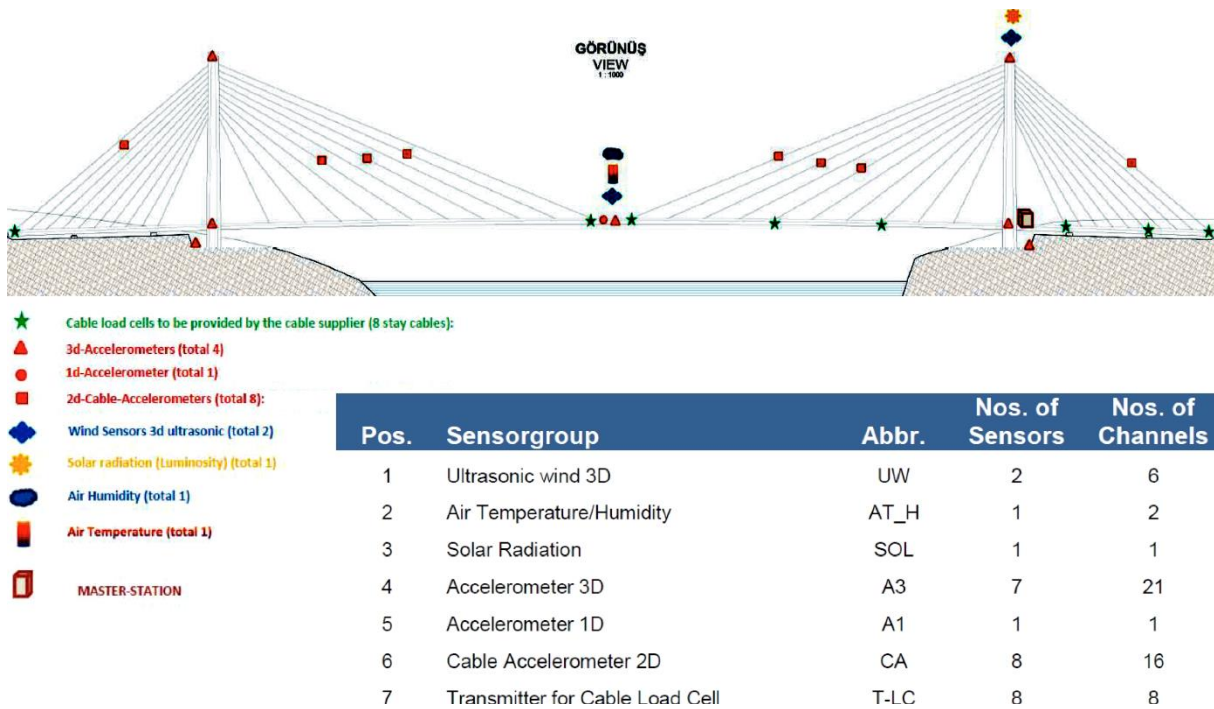 GÖRÜNÜŞ
VIEW
1 : 1000
Cable load cells to be provided by the cable supplier (8 stay cables):
3d-Accelerometers (total 4)
1d-Accelerometer (total 1)
2d-Cable-Accelerometers (total 8):
Wind Sensors 3d ultrasonic (total 2)
Solar radiation (Luminosity) (total 1)
Air Humidity (total 1)
Air Temperature (total 1)
MASTER-STATION
Pos. Sensorgroup Abbr. Nos. of Sensors Nos. of Channels
1 Ultrasonic wind 3D UW 2 6
2 Air Temperature/Humidity AT_H 1 2
3 Solar Radiation SOL 1 1
4 Accelerometer 3D A3 7 21
5 Accelerometer 1D A1 1 1
6 Cable Accelerometer 2D CA 8 16
7 Transmitter for Cable Load Cell T-LC 8 8